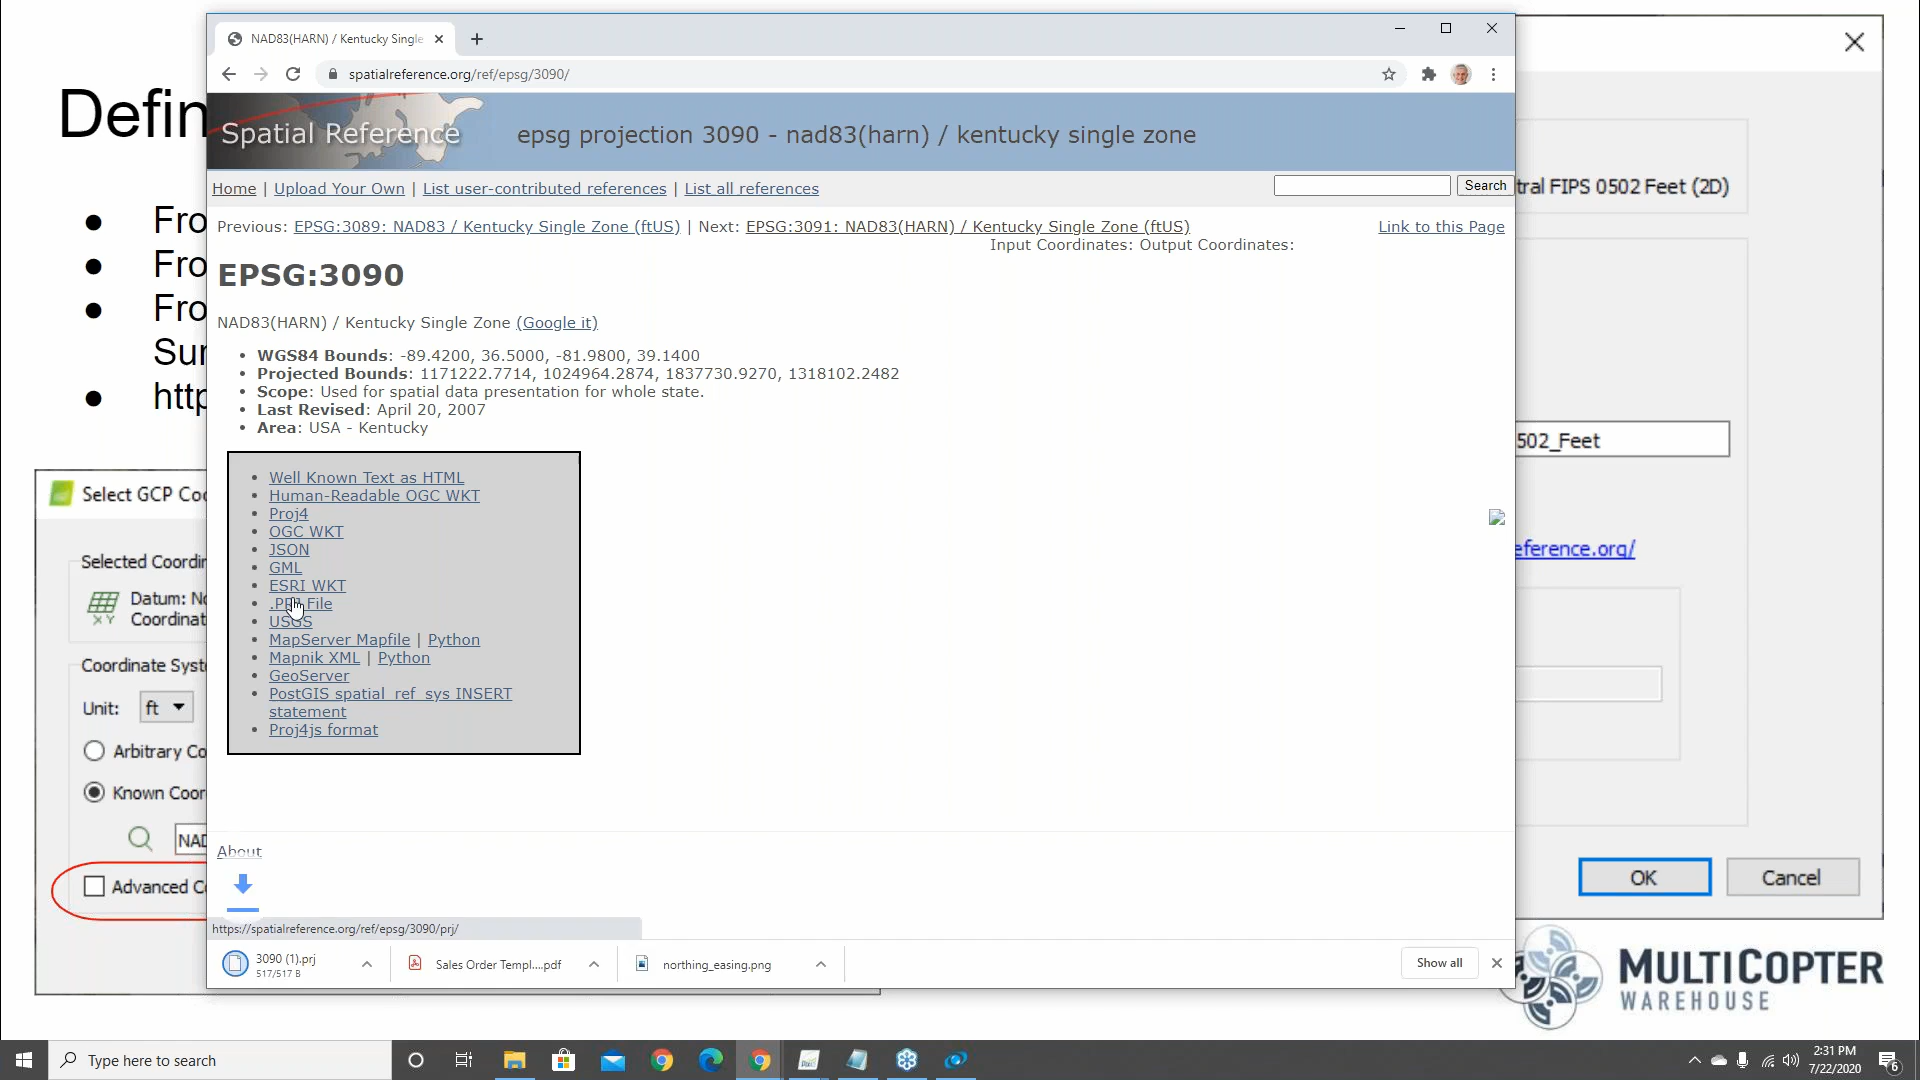 NAD83(HARN) / Kentucky Single
spatialreference.org/ref/epsg/3090/
Spatial Reference
epsg projection 3090 - nad83(harn) / kentucky single zone
Home | Upload Your Own | List user-contributed references | List all references
Search
Previous: EPSG:3089: NAD83 / Kentucky Single Zone (ftUS) | Next: EPSG:3091: NAD83(HARN) / Kentucky Single Zone (ftUS)
Link to this Page
Input Coordinates: Output Coordinates:
EPSG:3090
NAD83(HARN) / Kentucky Single Zone (Google it)
WGS84 Bounds: -89.4200, 36.5000, -81.9800, 39.1400
Projected Bounds: 1171222.7714, 1024964.2874, 1837730.9270, 1318102.2482
Scope: Used for spatial data presentation for whole state.
Last Revised: April 20, 2007
Area: USA - Kentucky
Well Known Text as HTML
Human-Readable OGC WKT
Proj4
OGC WKT
JSON
GML
ESRI WKT
.PRJ File
USGS
MapServer Mapfile | Python
Mapnik XML | Python
GeoServer
PostGIS spatial_ref_sys INSERT
statement
Proj4js format
About
https://spatialreference.org/ref/epsg/3090/prj/
3090 (1).prj
517/517 B
Sales Order Templ....pdf
northing_easing.png
Show all
Defin
Fro
Fro
Fro
Sur
http
Select GCP Coo
Selected Coordin
Datum: No
Coordinat
Coordinate Syste
Unit: ft
Arbitrary Co
Known Coor
NAD
Advanced Co
tral FIPS 0502 Feet (2D)
502_Feet
eference.org/
OK
Cancel
MULTICOPTER
WAREHOUSE
Type here to search
2:31 PM
7/22/2020
6